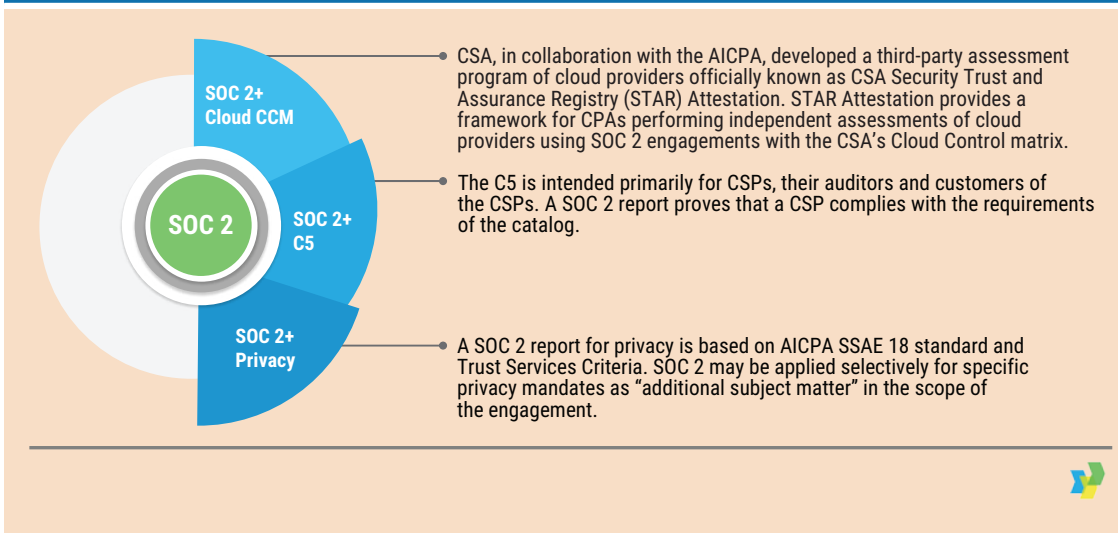 SOC 2+
Cloud CCM
CSA, in collaboration with the AICPA, developed a third-party assessment
program of cloud providers officially known as CSA Security Trust and
Assurance Registry (STAR) Attestation. STAR Attestation provides a
framework for CPAs performing independent assessments of cloud
providers using SOC 2 engagements with the CSA’s Cloud Control matrix.
SOC 2
SOC 2+
C5
The C5 is intended primarily for CSPs, their auditors and customers of
the CSPs. A SOC 2 report proves that a CSP complies with the requirements
of the catalog.
SOC 2+
Privacy
A SOC 2 report for privacy is based on AICPA SSAE 18 standard and
Trust Services Criteria. SOC 2 may be applied selectively for specific
privacy mandates as “additional subject matter” in the scope of
the engagement.